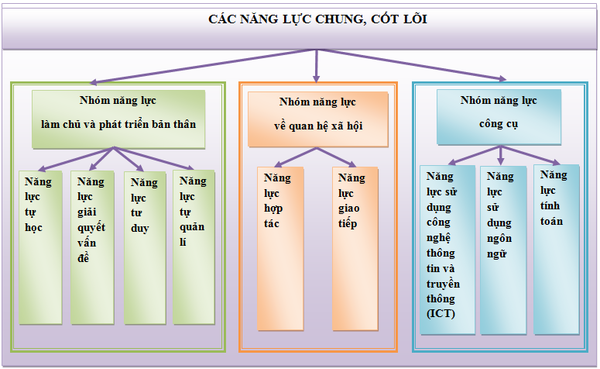 CÁC NĂNG LỰC CHUNG, CỐT LÕI
Nhóm năng lực
làm chủ và phát triển bản thân
Năng
lực
tự
học
Năng
lực
giải
quyết
vấn
đề
Năng
lực
tư
duy
Năng
lực
tự
quản
lí
Nhóm năng lực
về quan hệ xã hội
Năng
lực
hợp
tác
Năng
lực
giao
tiếp
Nhóm năng lực
công cụ
Năng
lực sử
dụng
công
nghệ
thông
tin và
truyền
thông
(ICT)
Năng
lực
sử
dụng
ngôn
ngữ
Năng
lực
tính
toán